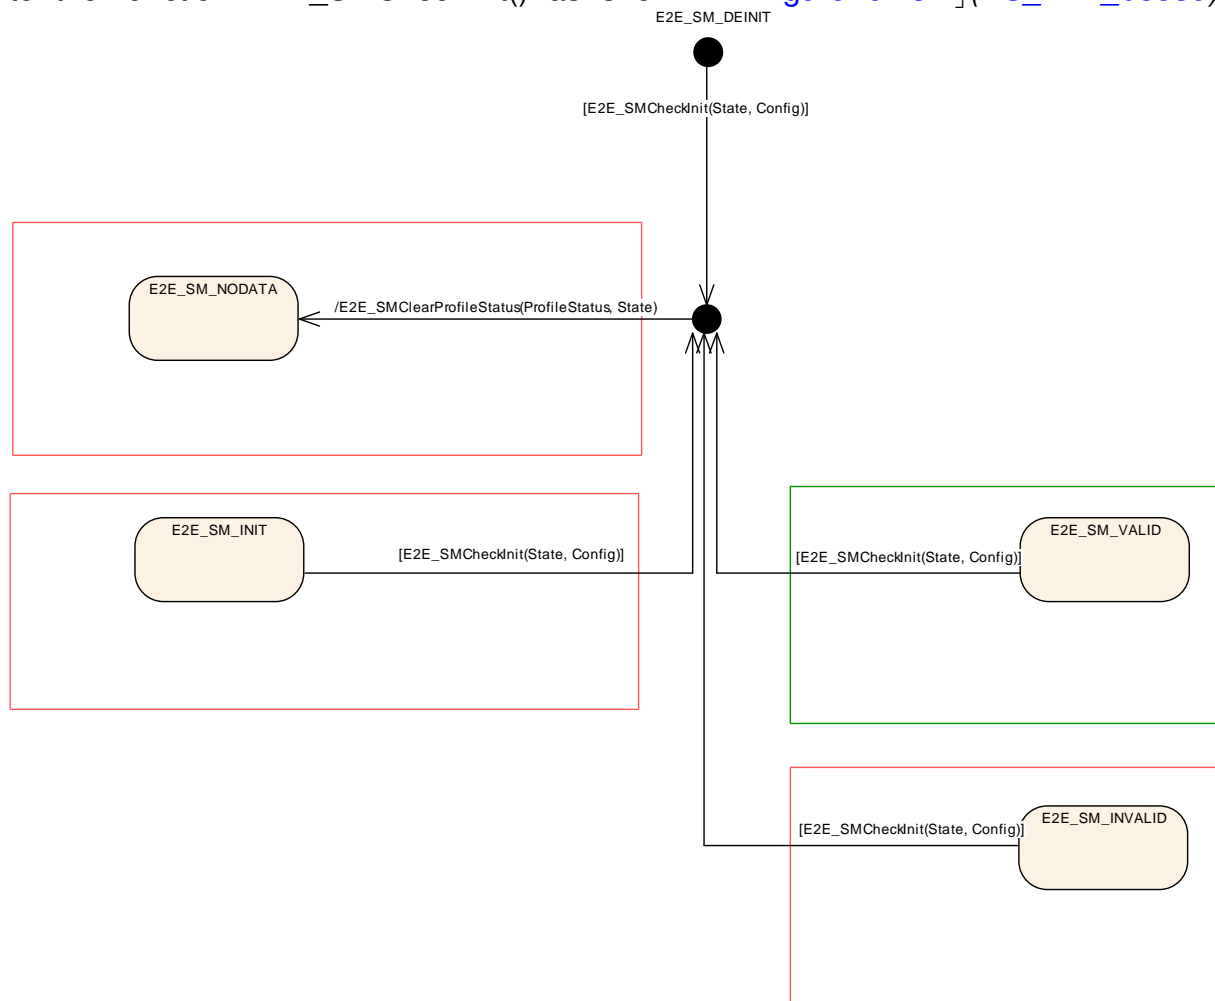 E2E_SM_DEINIT
[E2E_SMCheckInit(State, Config)]
E2E_SM_NODATA
/E2E_SMClearProfileStatus(ProfileStatus, State)
E2E_SM_INIT
[E2E_SMCheckInit(State, Config)]
E2E_SM_VALID
[E2E_SMCheckInit(State, Config)]
E2E_SM_INVALID
[E2E_SMCheckInit(State, Config)]